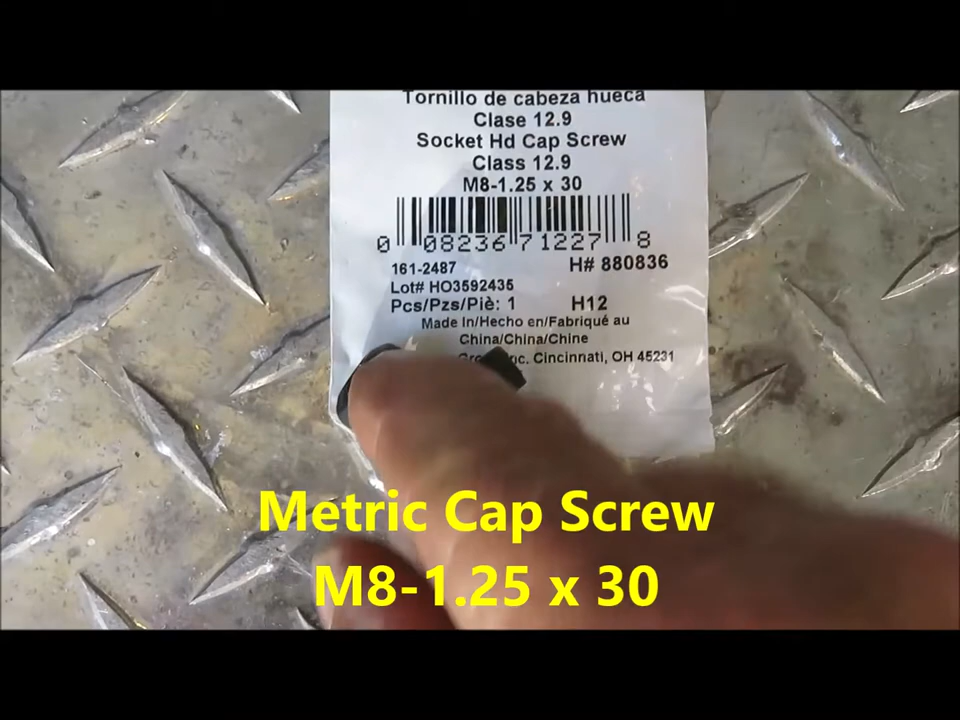 Tornillo de cabeza hueca
Clase 12.9
Socket Hd Cap Screw
Class 12.9
M8-1.25 x 30
0 08236 71227 8
161-2487 H# 880836
Lot# HO3592435
Pcs/Pzs/Piè: 1 H12
Made In/Hecho en/Fabriqué au
China/China/Chine
Cincinnati, OH 45231
Metric Cap Screw
M8-1.25 x 30